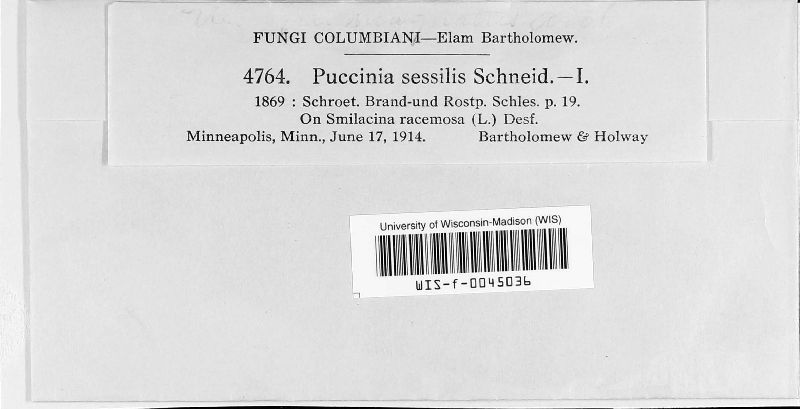 FUNGI COLUMBIANI—Elam Bartholomew.
4764. Puccinia sessilis Schneid.—I.
1869 : Schroet. Brand-und Rostp. Schles. p. 19.
On Smilacina racemosa (L.) Desf.
Minneapolis, Minn., June 17, 1914. Bartholomew & Holway
University of Wisconsin-Madison (WIS)
WIS-f-0045036